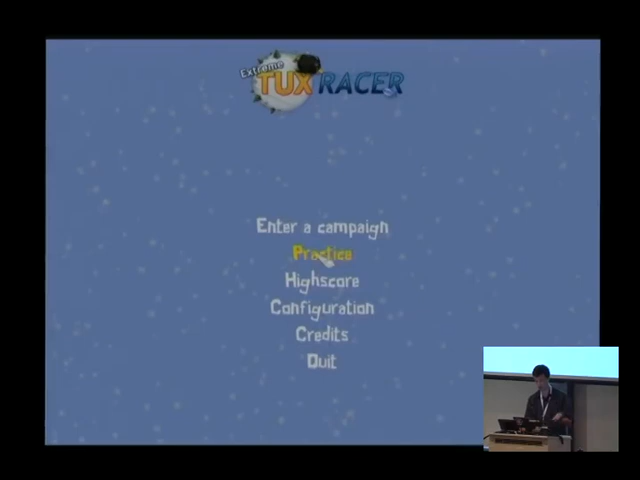 Extreme
TUX RACER
Enter a campaign
Practice
Highscore
Configuration
Credits
Quit